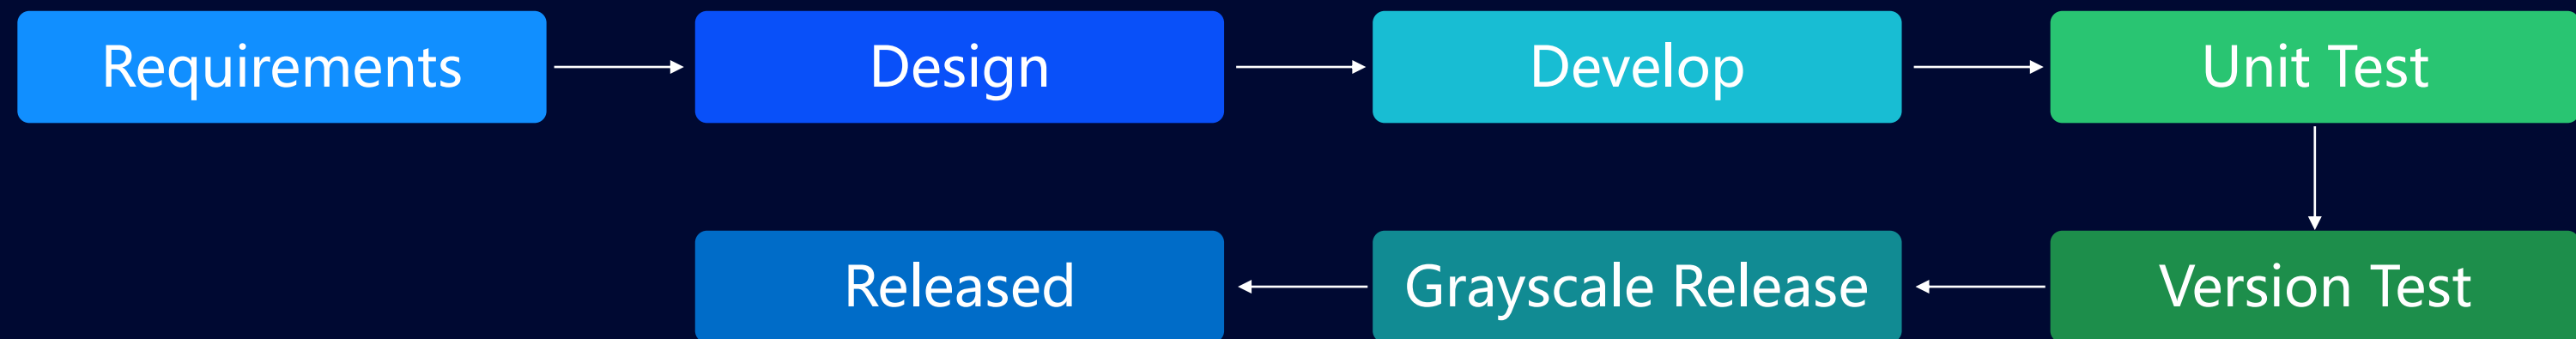 Requirements
Design
Develop
Unit Test
Released
Grayscale Release
Version Test